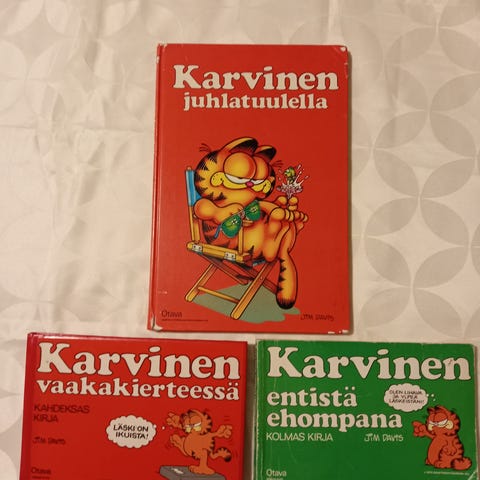 Karvinen
juhlatuulella
Otava
JIM DAVIS
Karvinen
vaakakierteessä
KAHDEKSAS
KIRJA
JIM DAVIS
LÄSKI ON
IKUISTA!
Otava
Karvinen
entistä
ehompana
KOLMAS KIRJA
JIM DAVIS
OLEN LIHAVA
JA YLPEÄ
LÄSKEISTÄNI!
Otava